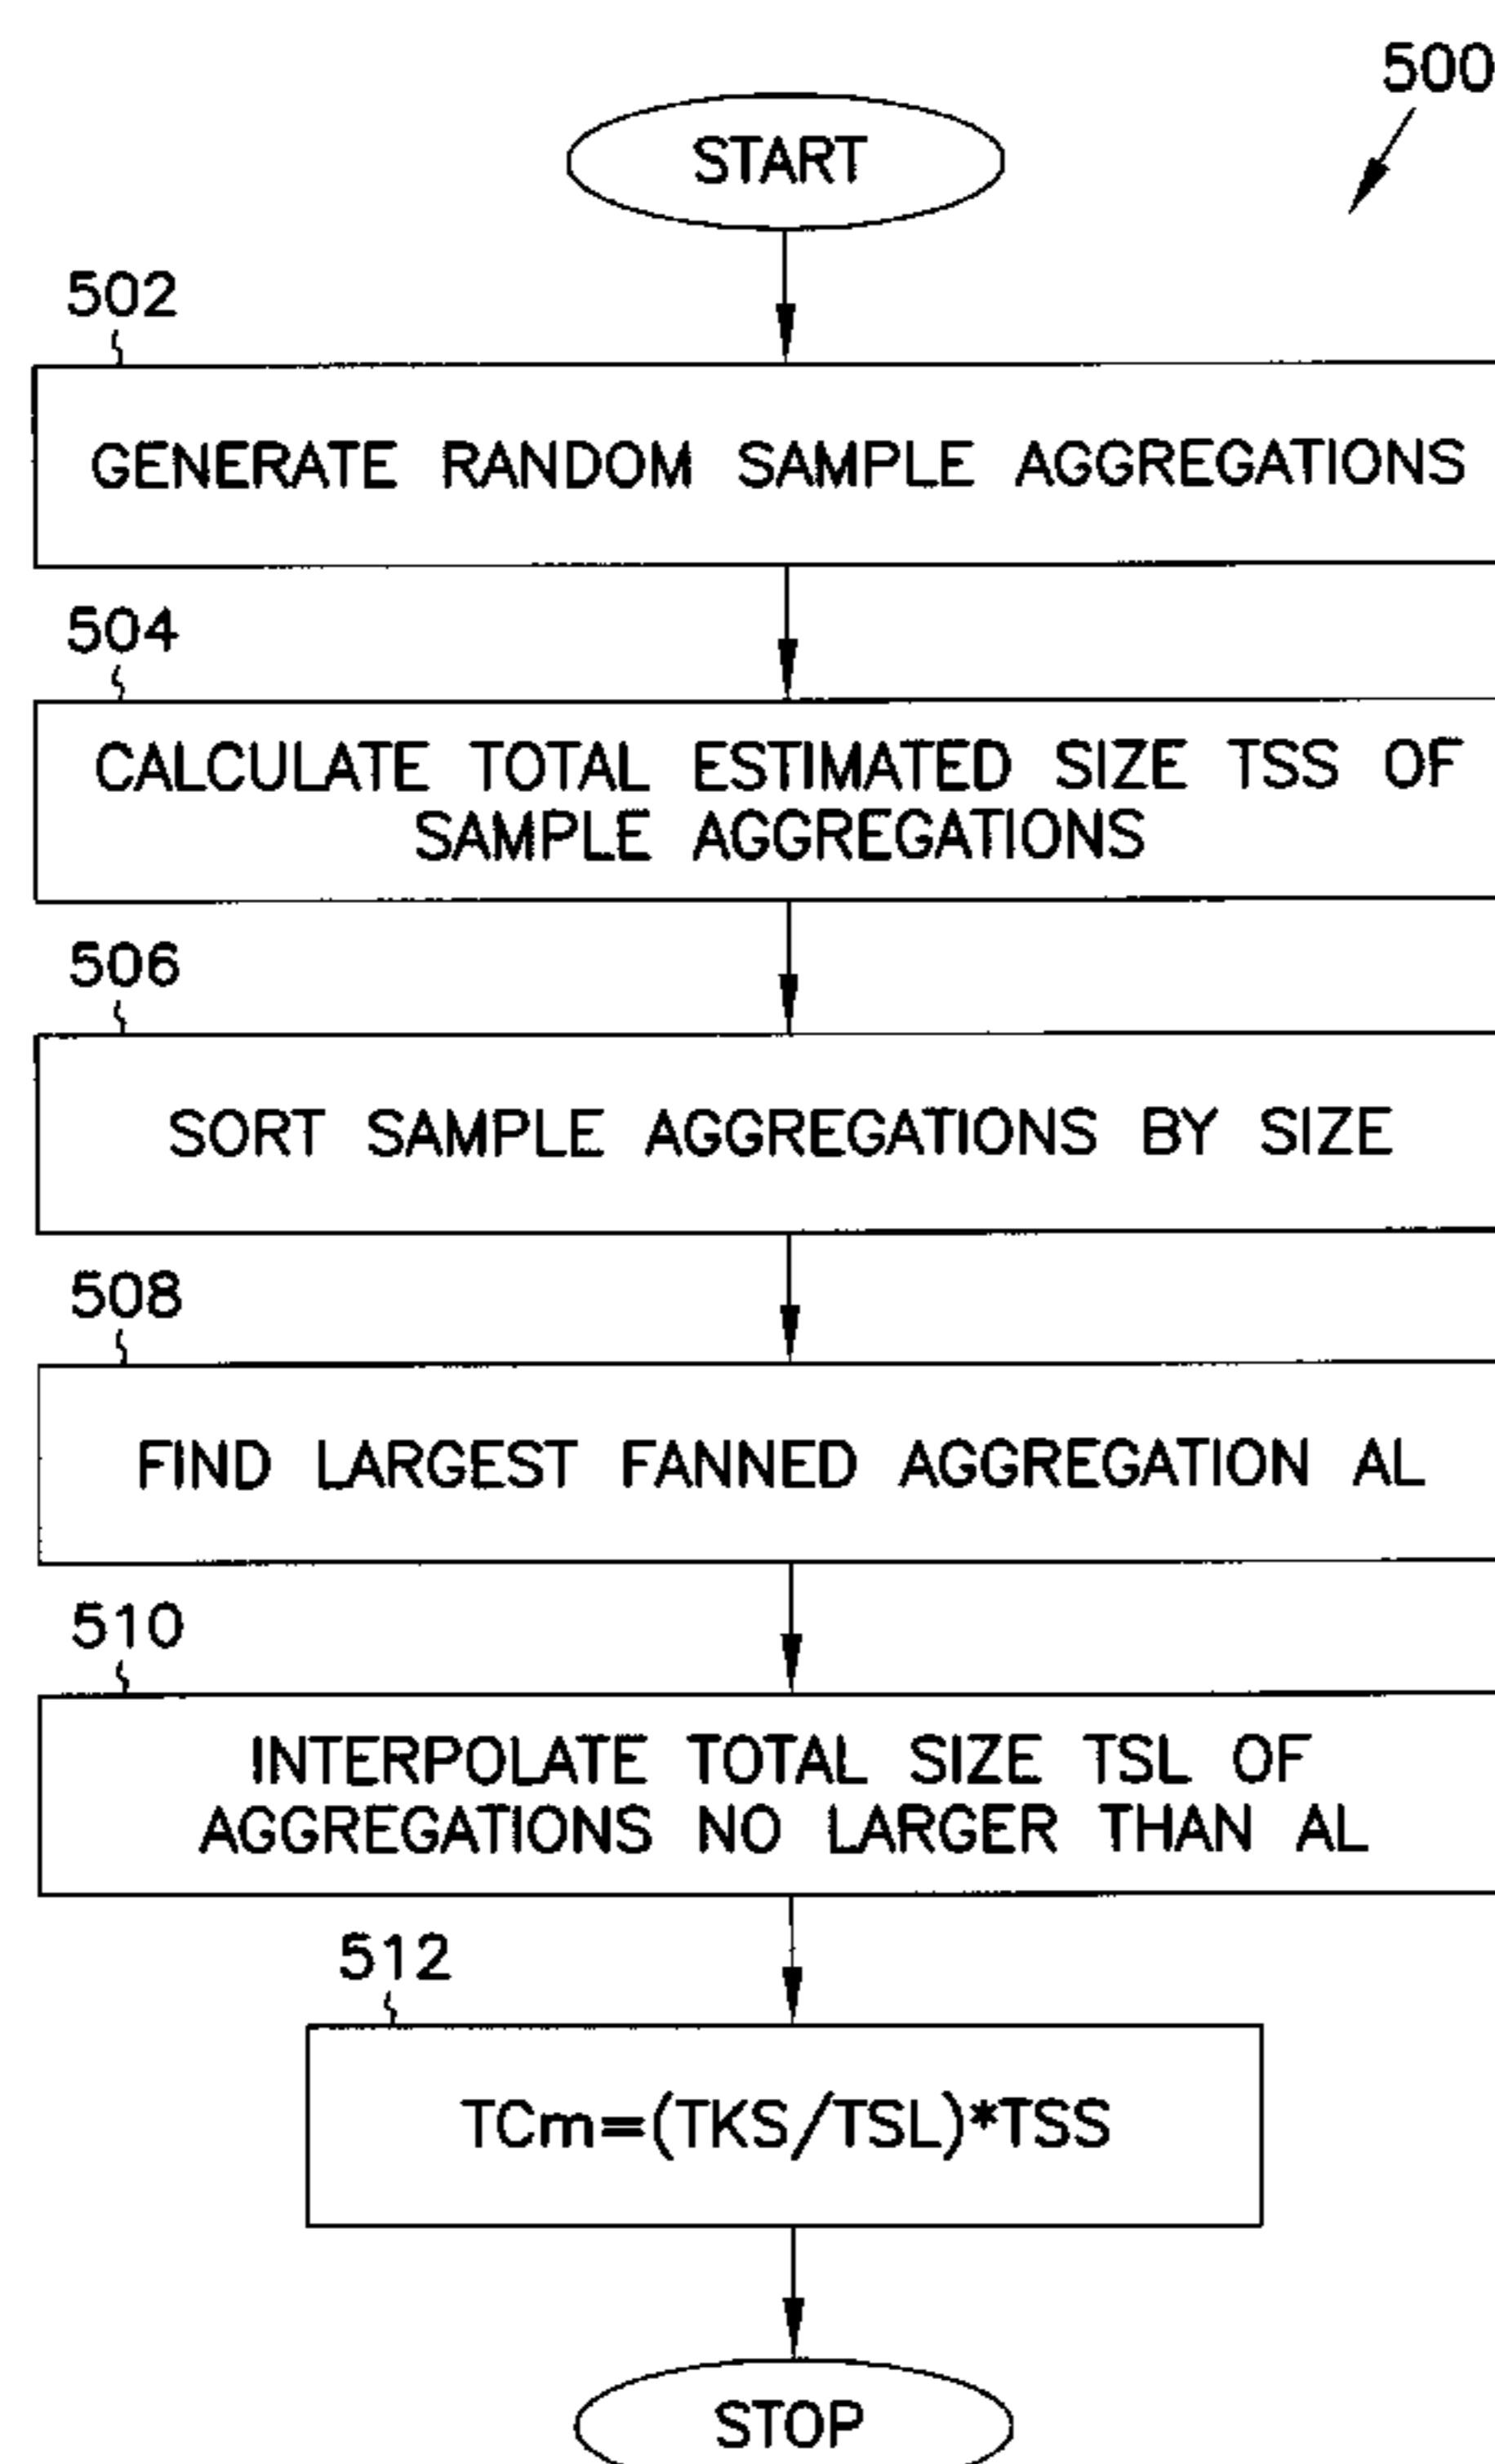 500
START
502
GENERATE RANDOM SAMPLE AGGREGATIONS
504
CALCULATE TOTAL ESTIMATED SIZE TSS OF
SAMPLE AGGREGATIONS
506
SORT SAMPLE AGGREGATIONS BY SIZE
508
FIND LARGEST FANNED AGGREGATION AL
510
INTERPOLATE TOTAL SIZE TSL OF
AGGREGATIONS NO LARGER THAN AL
512
TCm=(TKS/TSL)*TSS
STOP